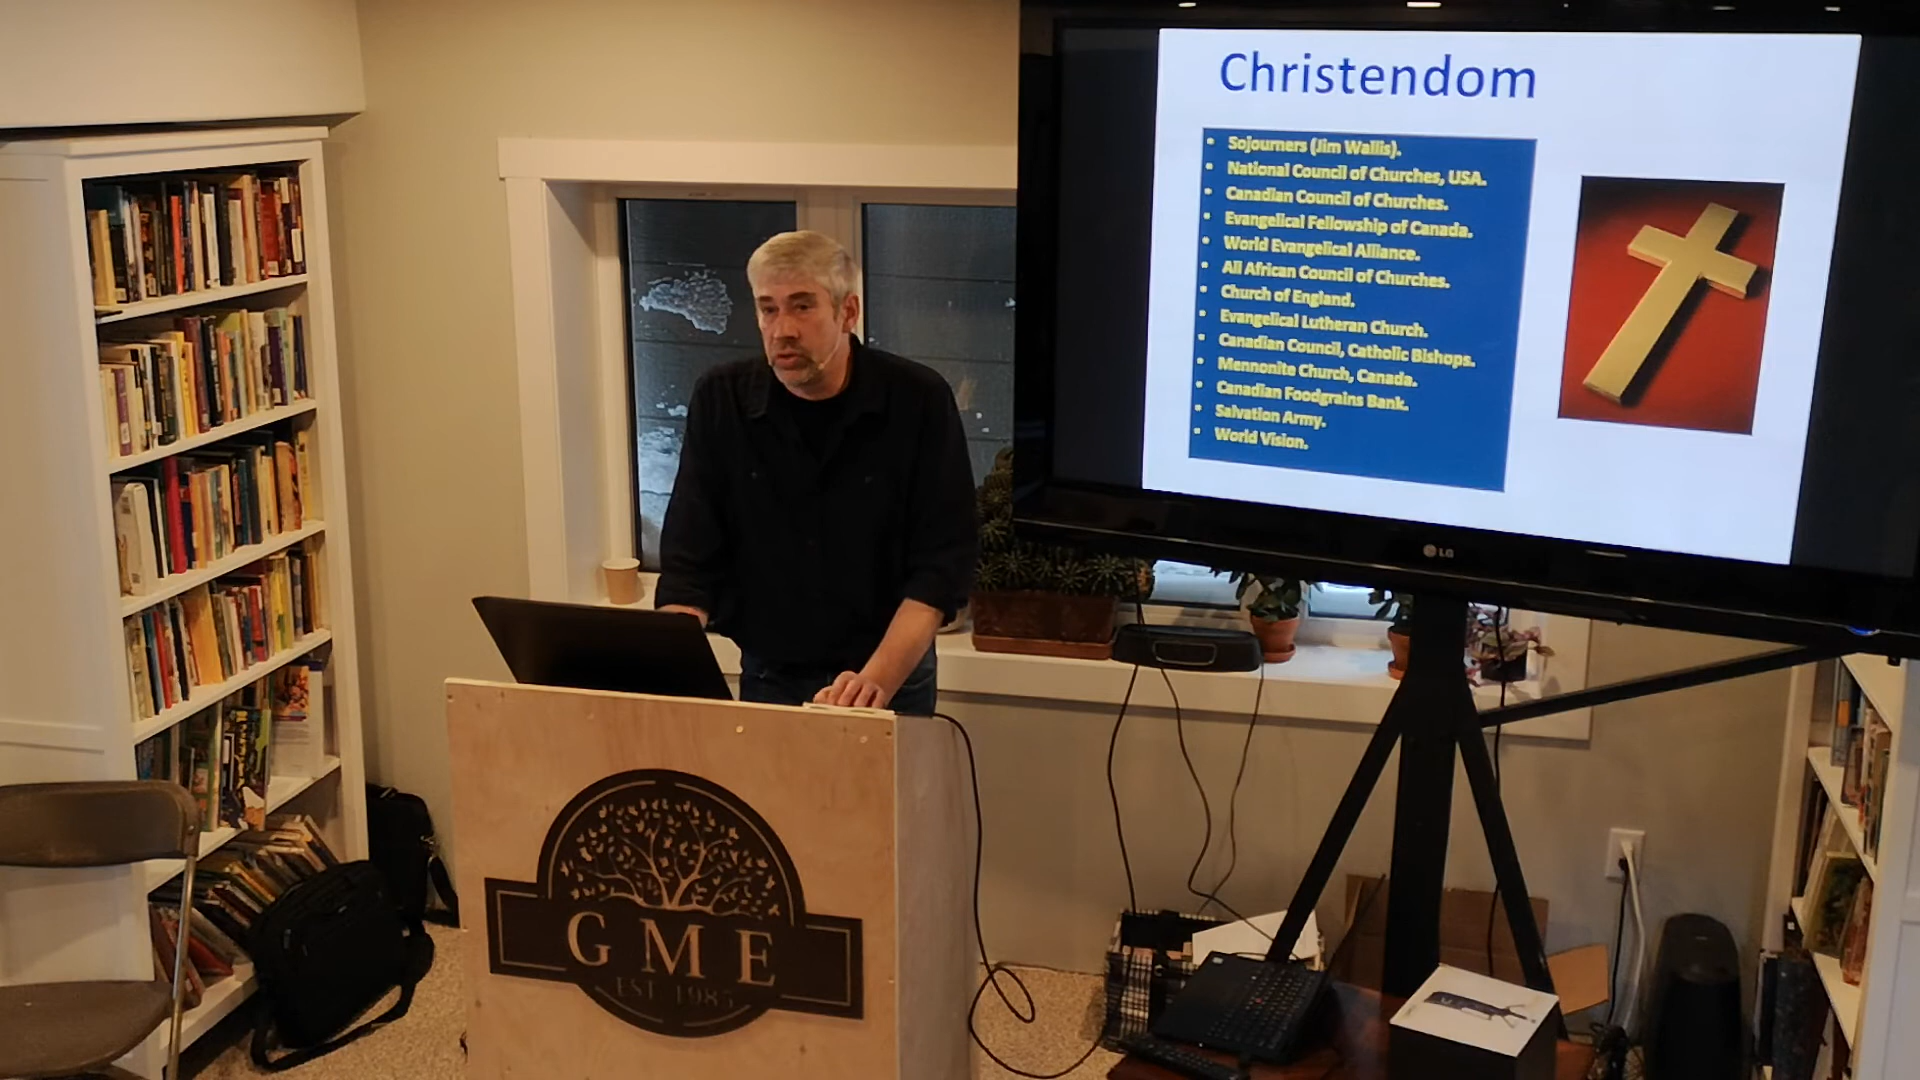 Christendom
• Sojourners (Jim Wallis).
• National Council of Churches, USA.
• Canadian Council of Churches.
• Evangelical Fellowship of Canada.
• World Evangelical Alliance.
• All African Council of Churches.
• Church of England.
• Evangelical Lutheran Church.
• Canadian Council, Catholic Bishops.
• Mennonite Church, Canada.
• Canadian Foodgrains Bank.
• Salvation Army.
• World Vision.
LG
GME
EST. 1985